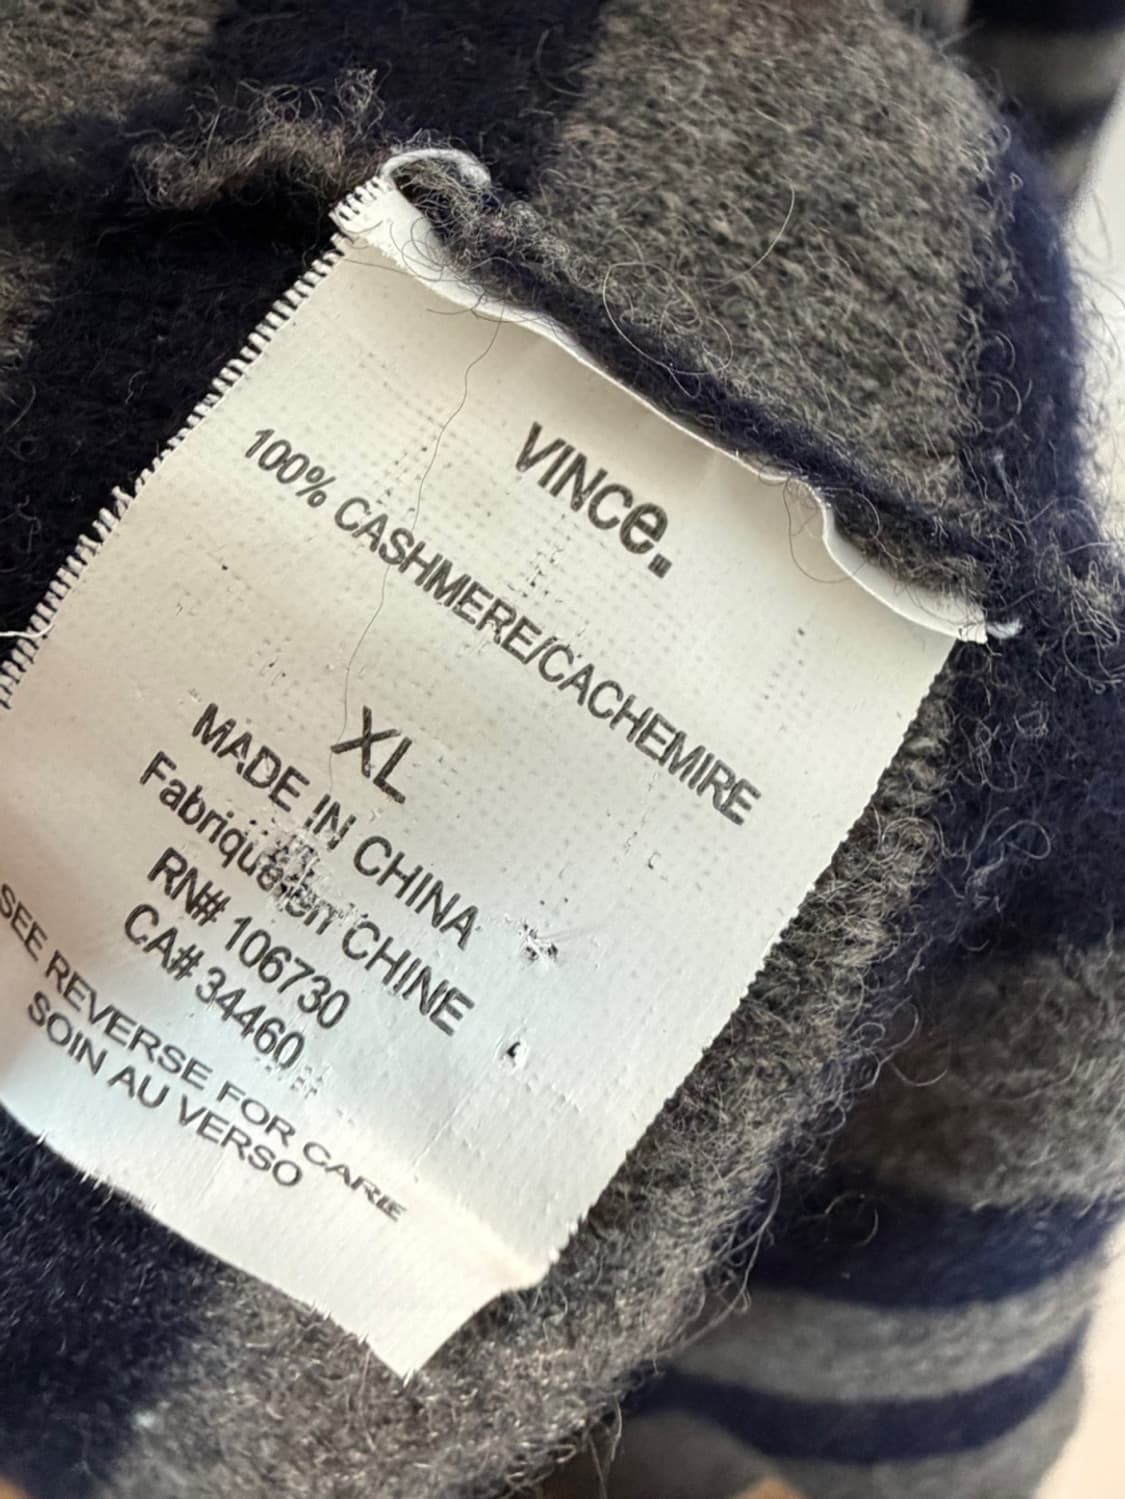 VINce.
100% CASHMERE/CACHEMIRE
XL
MADE IN CHINA
Fabriqué en CHINE
RN# 106730
CA# 34460
SEE REVERSE FOR CARE
SOIN AU VERSO